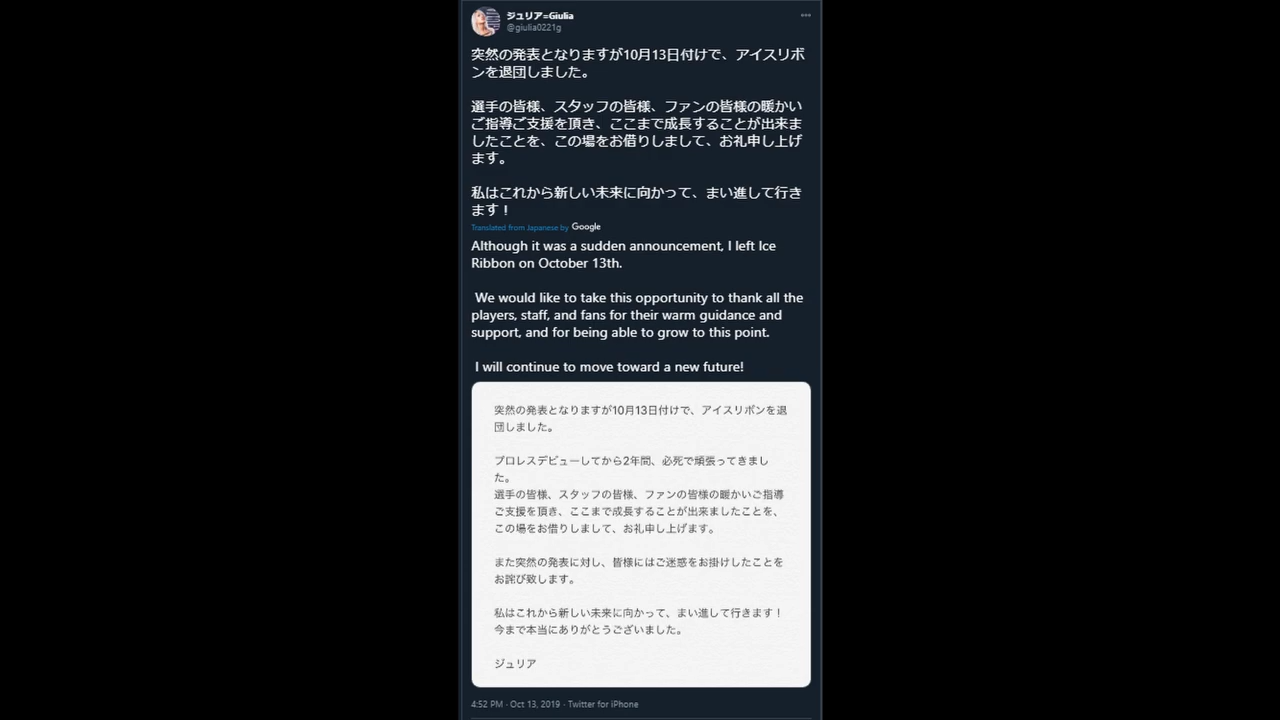 ジュリア=Giulia
@giulia0221g
突然の発表となりますが10月13日付けで、アイスリボ
ンを退団しました。
選手の皆様、スタッフの皆様、ファンの皆様の暖かい
ご指導ご支援を頂き、ここまで成長することが出来ま
したことを、この場をお借りしまして、お礼申し上げ
ます。
私はこれから新しい未来に向かって、まい進して行き
ます！
Translated from Japanese by Google
Although it was a sudden announcement, I left Ice
Ribbon on October 13th.
We would like to take this opportunity to thank all the
players, staff, and fans for their warm guidance and
support, and for being able to grow to this point.
I will continue to move toward a new future!
突然の発表となりますが10月13日付けで、アイスリボンを退
団しました。
プロレスデビューしてから2年間、必死で頑張ってきまし
た。
選手の皆様、スタッフの皆様、ファンの皆様の暖かいご指導
ご支援を頂き、ここまで成長することが出来ましたことを、
この場をお借りしまして、お礼申し上げます。
また突然の発表に対し、皆様にはご迷惑をお掛けしたことを
お詫び致します。
私はこれから新しい未来に向かって、まい進して行きます！
今まで本当にありがとうございました。
ジュリア
4:52 PM · Oct 13, 2019 · Twitter for iPhone